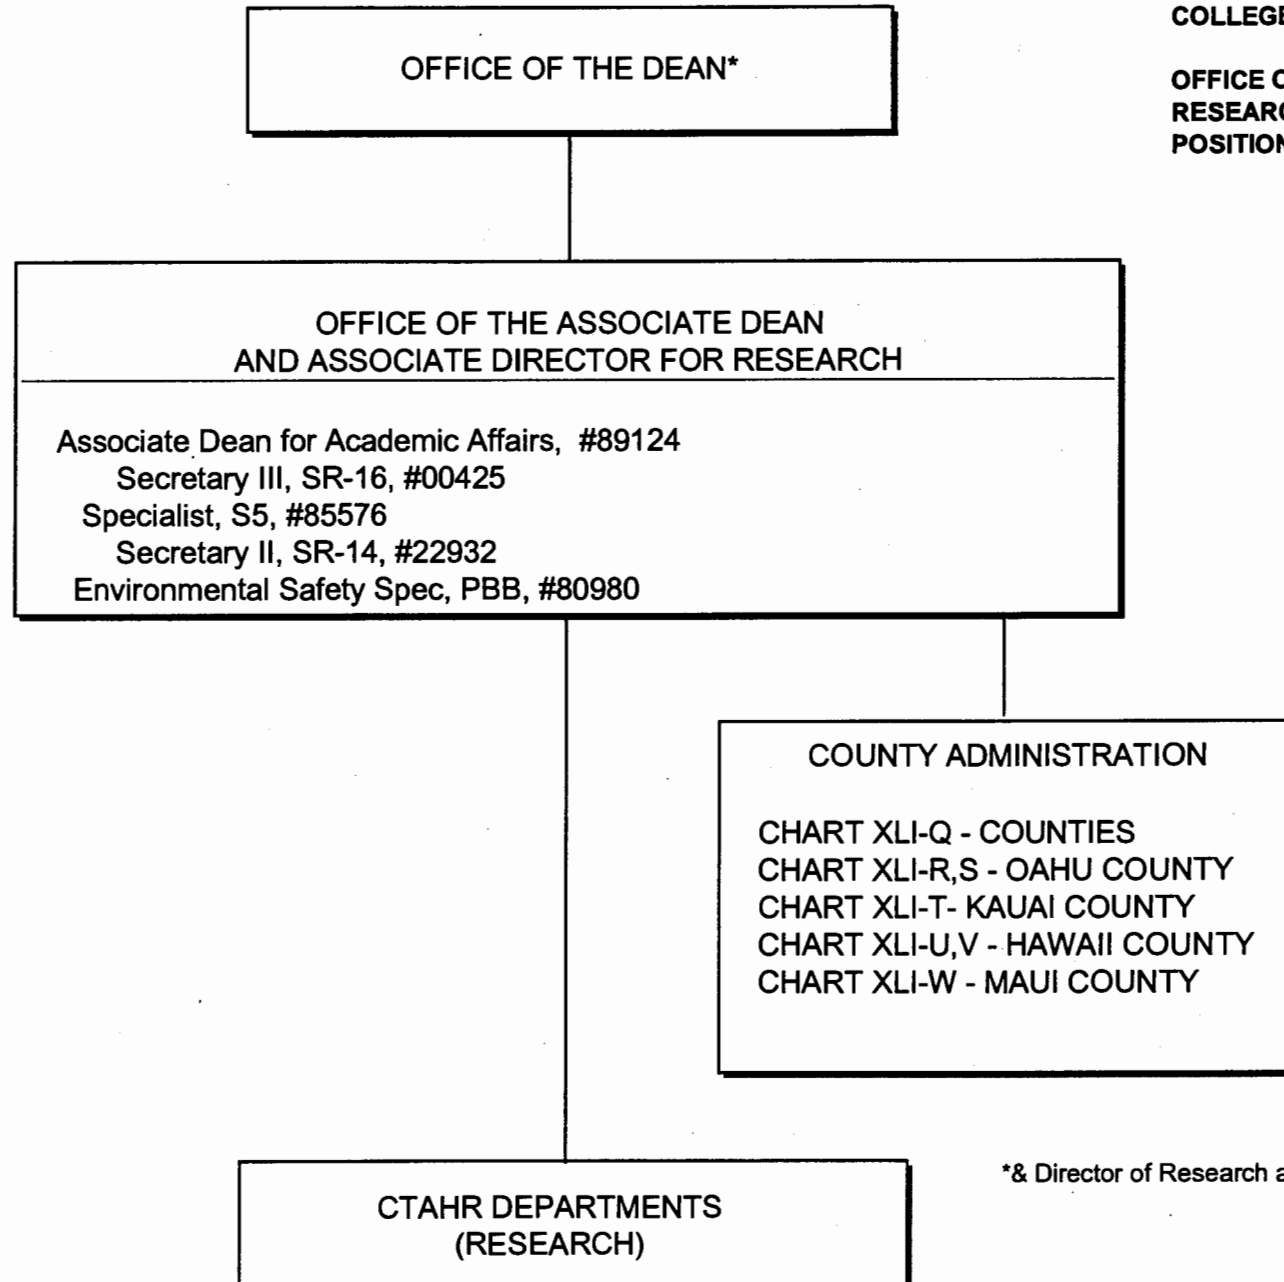 COLLEGE
OFFICE OF THE DEAN*
OFFICE
RESEARC
POSITION
OFFICE OF THE ASSOCIATE DEAN
AND ASSOCIATE DIRECTOR FOR RESEARCH
Associate Dean for Academic Affairs, #89124
Secretary III, SR-16, #00425
Specialist, S5, #85576
Secretary II, SR-14, #22932
Environmental Safety Spec, PBB, #80980
COUNTY ADMINISTRATION
CHART XLI-Q - COUNTIES
CHART XLI-R,S - OAHU COUNTY
CHART XLI-T- KAUAI COUNTY
CHART XLI-U,V - HAWAII COUNTY
CHART XLI-W - MAUI COUNTY
*& Director of Research a
CTAHR DEPARTMENTS
(RESEARCH)